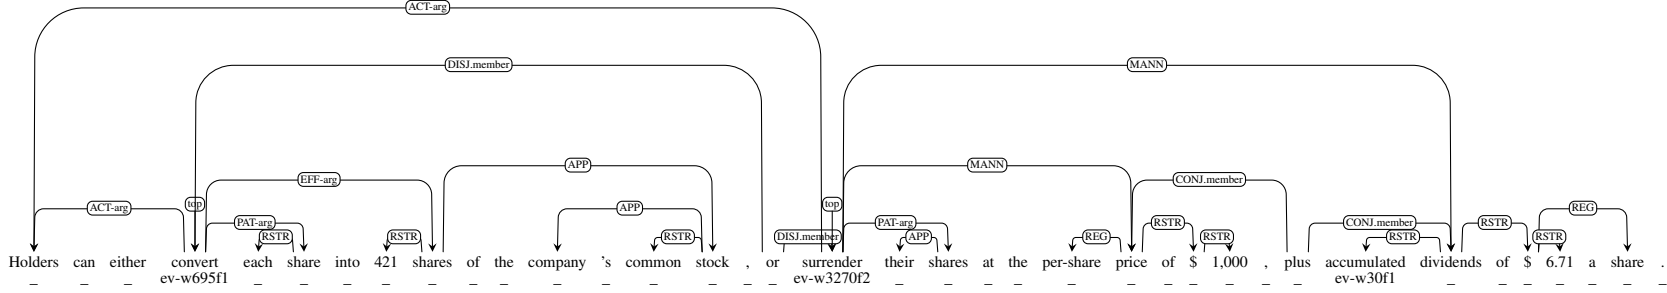 ACT-arg
DISJ.member MANN
APP MANN
EFF-arg CONJ.member
top top
ACT-arg APP REG
PAT-arg PAT-arg RSTR CONJ.member RSTR
RSTR RSTR RSTR DISJ.member APP REG RSTR RSTR RSTR
Holders can either convert each share into 421 shares of the company 's common stock , or surrender their shares at the per-share price of $ 1,000 , plus accumulated dividends of $ 6.71 a share .
_ _ _ ev-w695f1 _ _ _ _ _ _ _ _ _ _ _ _ _ ev-w3270f2 _ _ _ _ _ _ _ _ _ _ _ ev-w30f1 _ _ _ _ _ _ _